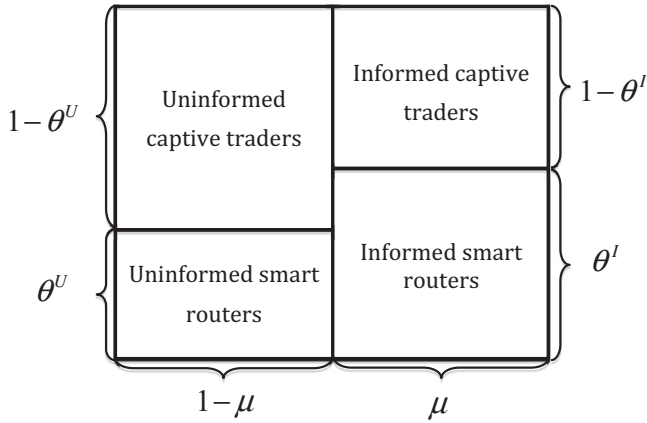 Uninformed
captive traders
Informed captive
traders
1 − θ^U
1 − θ^I
Uninformed smart
routers
Informed smart
routers
θ^U
θ^I
1 − μ
μ